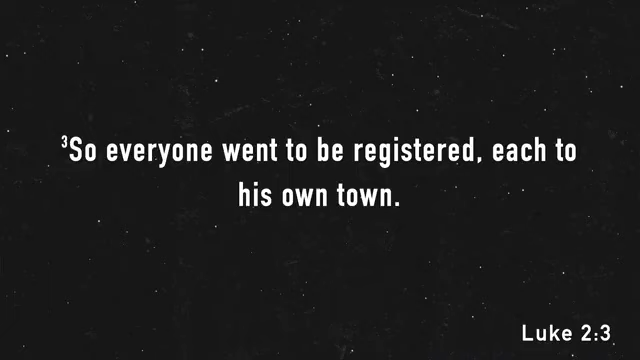 ³So everyone went to be registered, each to
his own town.
Luke 2:3